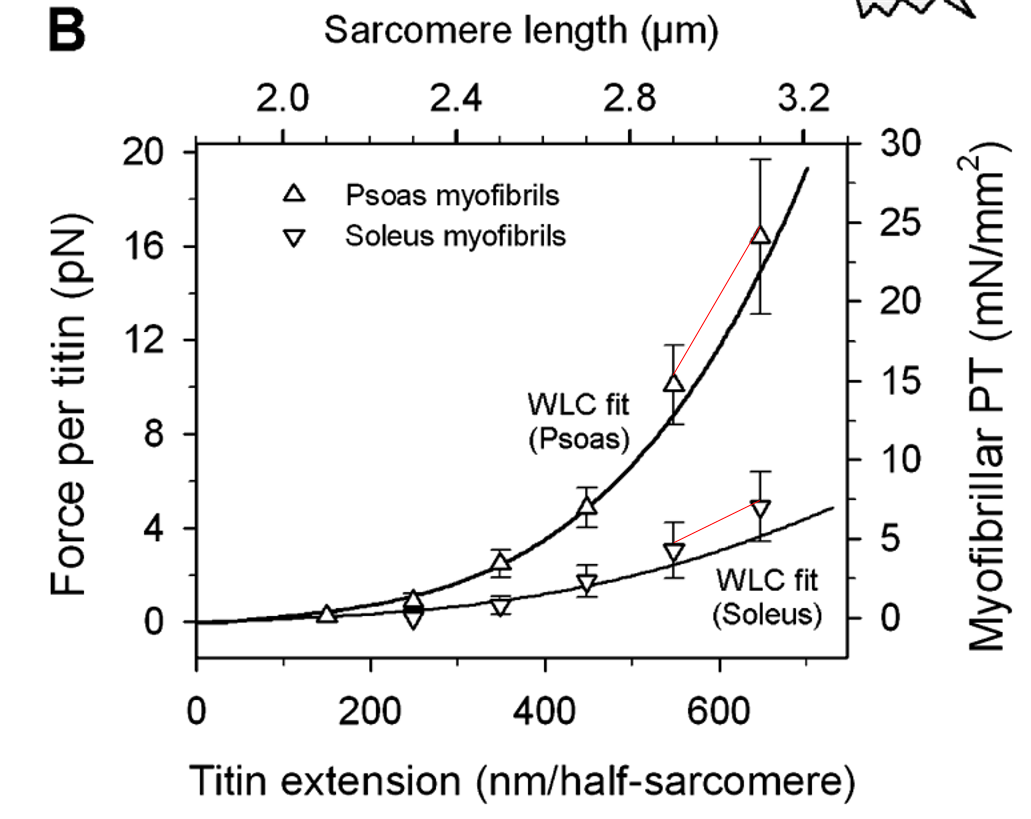 B
Sarcomere length (μm)
2.0 2.4 2.8 3.2
20 30
Psoas myofibrils
Soleus myofibrils
25
16
20
12
15
WLC fit
(Psoas)
8
10
4
5
WLC fit
(Soleus)
0 0
0 200 400 600
Titin extension (nm/half-sarcomere)
Force per titin (pN)
Myofibrillar PT (mN/mm²)